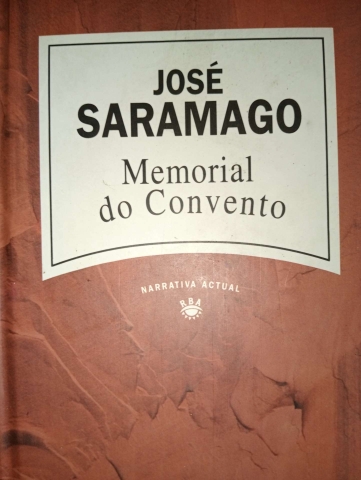 JOSÉ
SARAMAGO
Memorial
do Convento
NARRATIVA ACTUAL
RBA